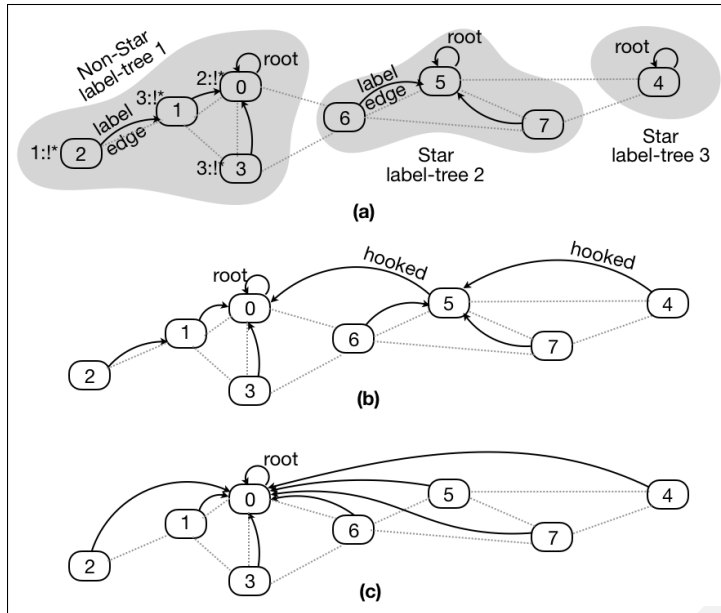 Non-Star
label-tree 1
2:!*
0
root
3:!*
1
label
edge
1:!*
2
3:!*
3
label
edge
6
root
5
7
Star
label-tree 2
root
4
Star
label-tree 3
(a)
root
0
hooked
5
hooked
4
1
6
7
2
3
(b)
root
0
5
4
1
6
7
2
3
(c)